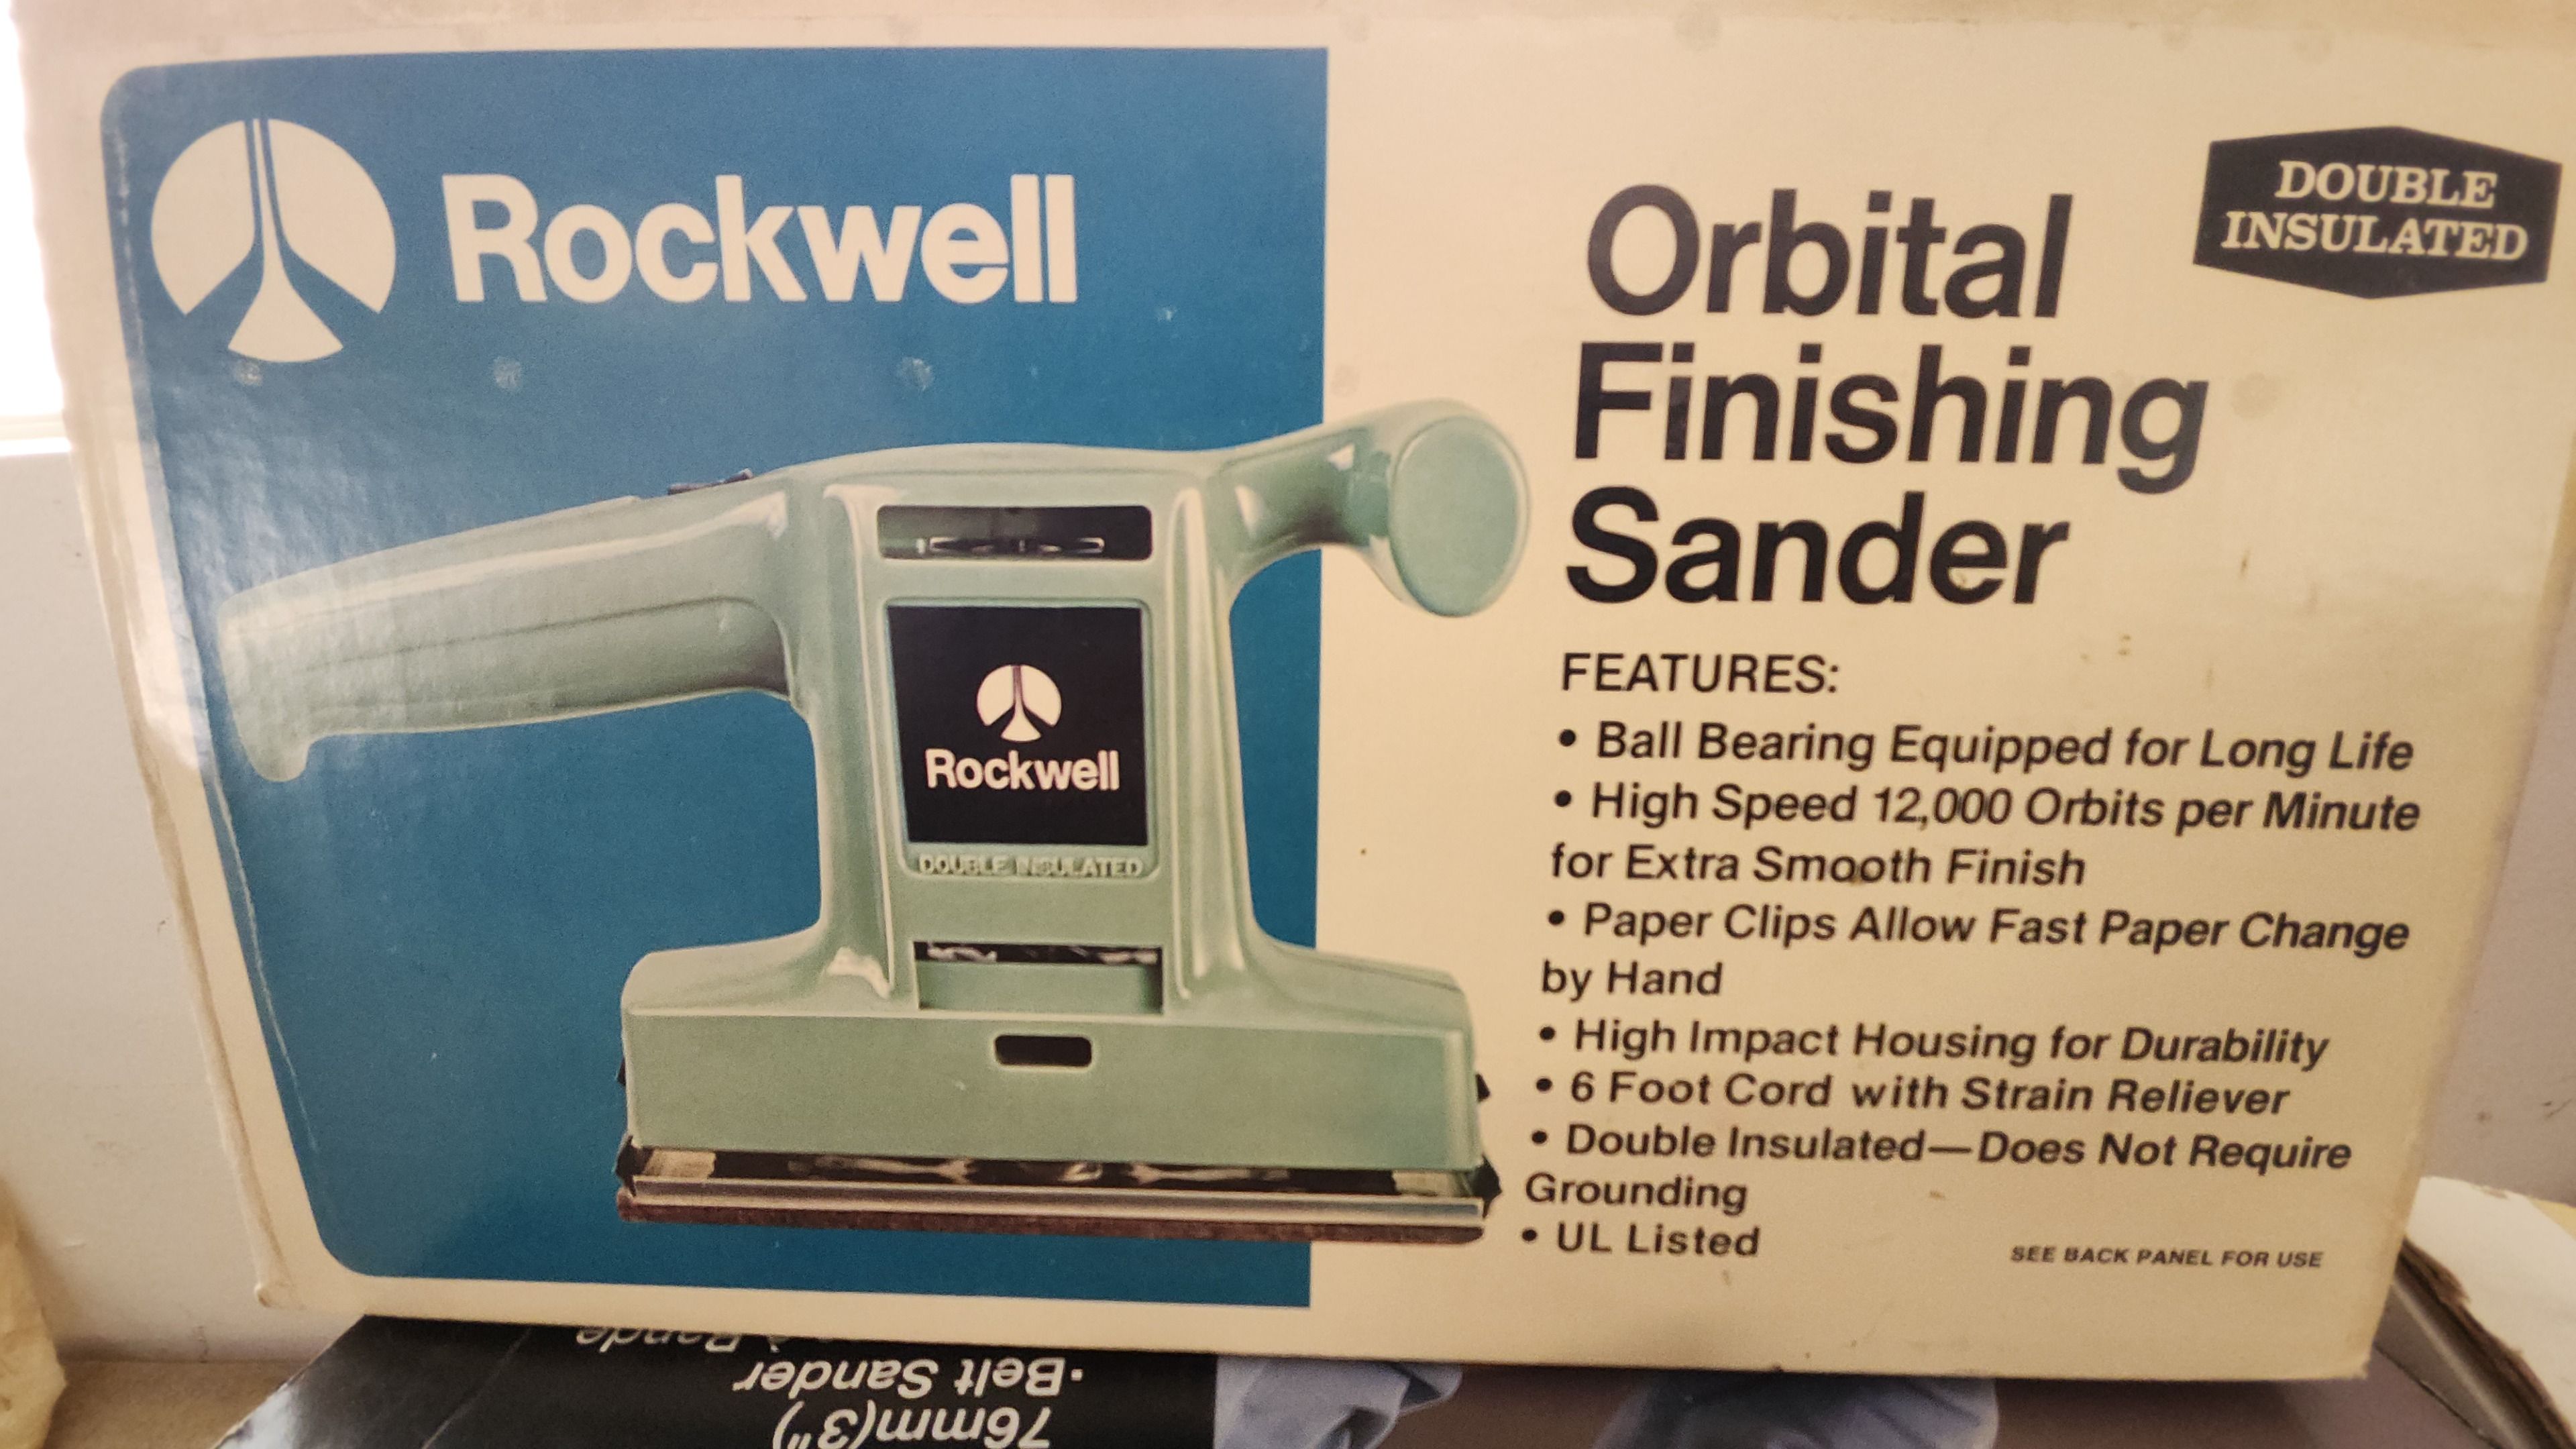 Rockwell
Orbital
Finishing
Sander
DOUBLE
INSULATED
FEATURES:
• Ball Bearing Equipped for Long Life
• High Speed 12,000 Orbits per Minute
for Extra Smooth Finish
• Paper Clips Allow Fast Paper Change
by Hand
• High Impact Housing for Durability
• 6 Foot Cord with Strain Reliever
• Double Insulated—Does Not Require
Grounding
• UL Listed
SEE BACK PANEL FOR USE
Rockwell
DOUBLE INSULATED
76mm(3")
·Belt Sander
à Bande